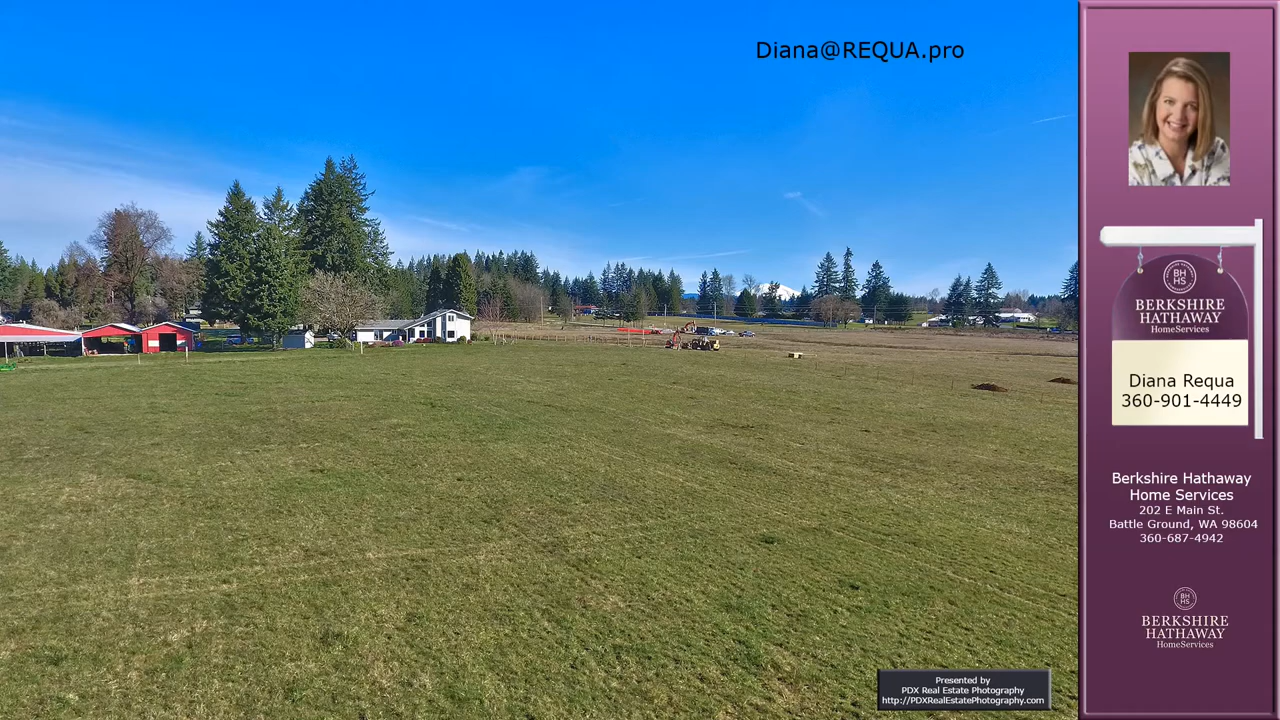 Diana@REQUA.pro
BH
HS
BERKSHIRE
HATHAWAY
HomeServices
Diana Requa
360-901-4449
Berkshire Hathaway
Home Services
202 E Main St.
Battle Ground, WA 98604
360-687-4942
BH
HS
BERKSHIRE
HATHAWAY
HomeServices
Presented by
PDX Real Estate Photography
http://PDXRealEstatePhotography.com